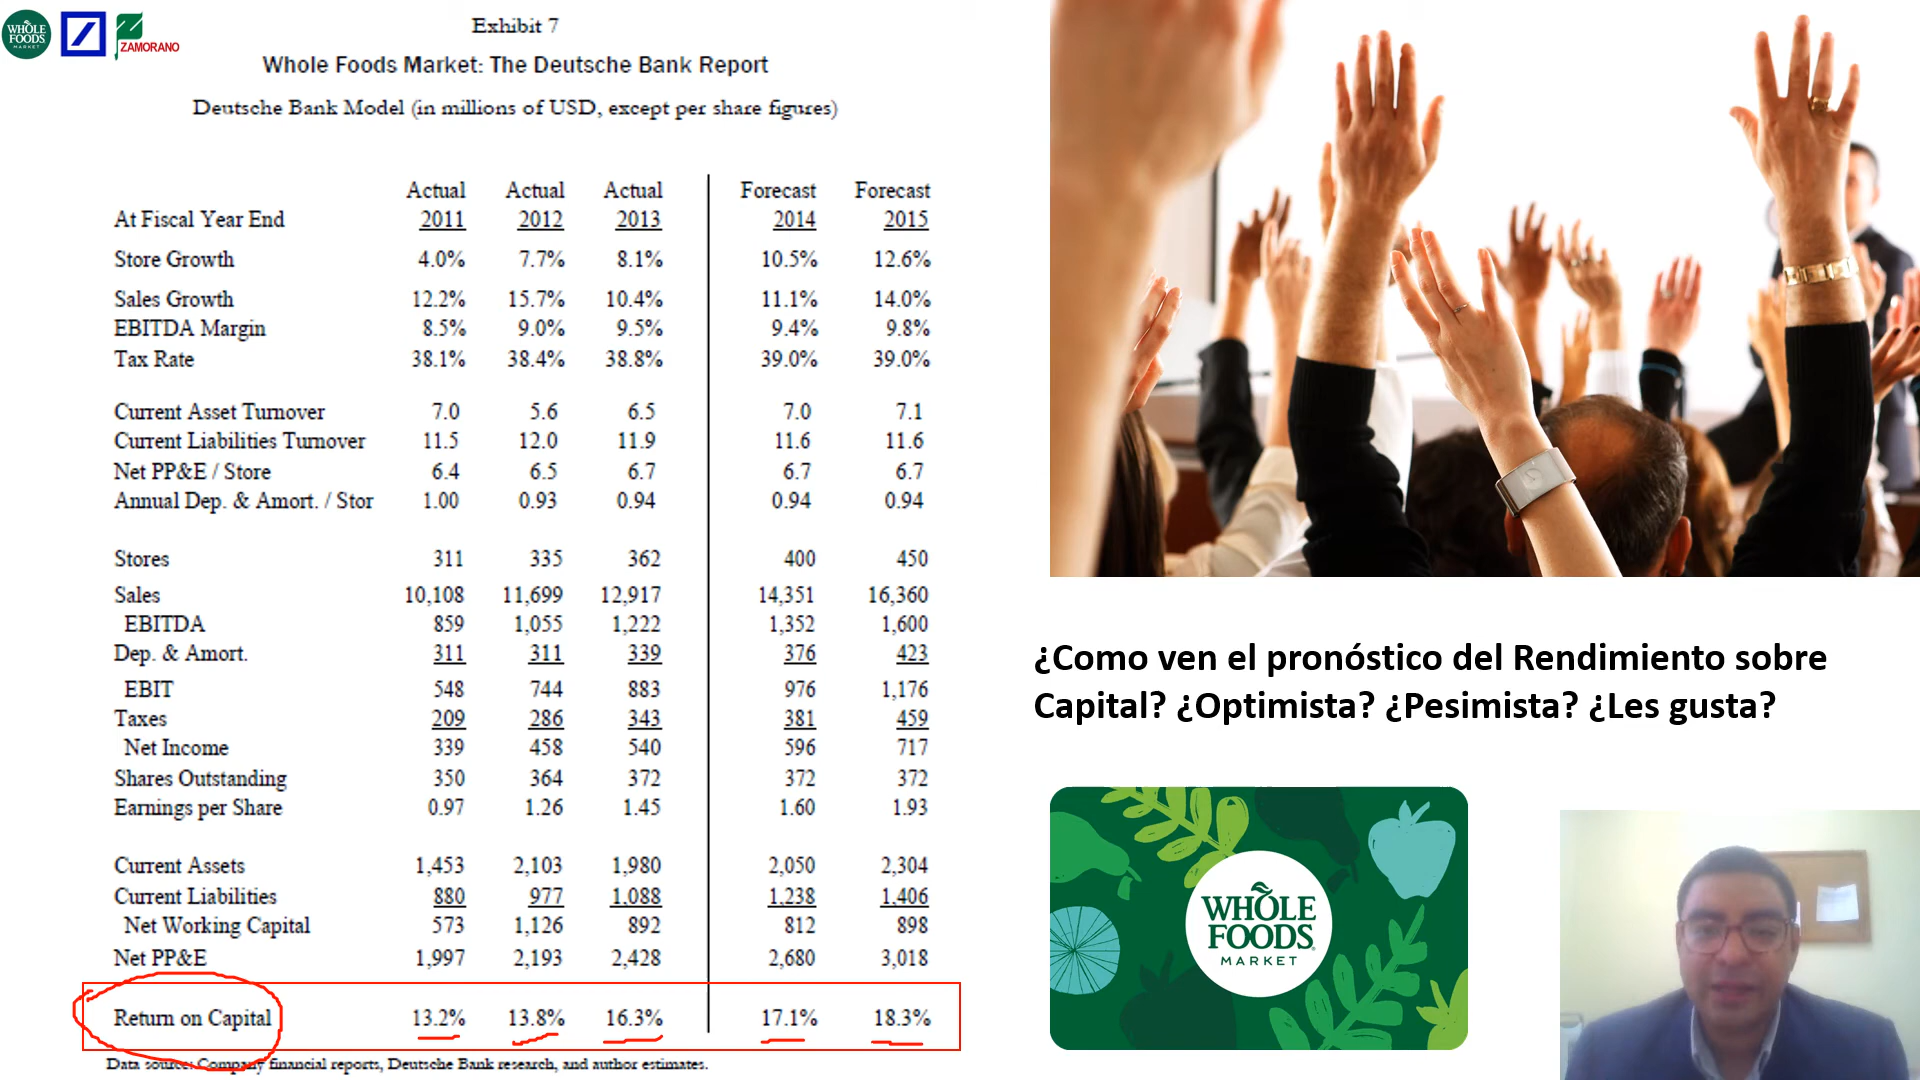 WHOLE
FOODS
MARKET
ZAMORANO
Exhibit 7
Whole Foods Market: The Deutsche Bank Report
Deutsche Bank Model (in millions of USD, except per share figures)
Actual Actual Actual Forecast Forecast
At Fiscal Year End 2011 2012 2013 2014 2015
Store Growth 4.0% 7.7% 8.1% 10.5% 12.6%
Sales Growth 12.2% 15.7% 10.4% 11.1% 14.0%
EBITDA Margin 8.5% 9.0% 9.5% 9.4% 9.8%
Tax Rate 38.1% 38.4% 38.8% 39.0% 39.0%
Current Asset Turnover 7.0 5.6 6.5 7.0 7.1
Current Liabilities Turnover 11.5 12.0 11.9 11.6 11.6
Net PP&E / Store 6.4 6.5 6.7 6.7 6.7
Annual Dep. & Amort. / Stor 1.00 0.93 0.94 0.94 0.94
Stores 311 335 362 400 450
Sales 10,108 11,699 12,917 14,351 16,360
EBITDA 859 1,055 1,222 1,352 1,600
Dep. & Amort. 311 311 339 376 423
EBIT 548 744 883 976 1,176
Taxes 209 286 343 381 459
Net Income 339 458 540 596 717
Shares Outstanding 350 364 372 372 372
Earnings per Share 0.97 1.26 1.45 1.60 1.93
Current Assets 1,453 2,103 1,980 2,050 2,304
Current Liabilities 880 977 1,088 1,238 1,406
Net Working Capital 573 1,126 892 812 898
Net PP&E 1,997 2,193 2,428 2,680 3,018
Return on Capital 13.2% 13.8% 16.3% 17.1% 18.3%
Data source: Company financial reports, Deutsche Bank research, and author estimates.
¿Como ven el pronóstico del Rendimiento sobre
Capital? ¿Optimista? ¿Pesimista? ¿Les gusta?
WHOLE
FOODS
MARKET